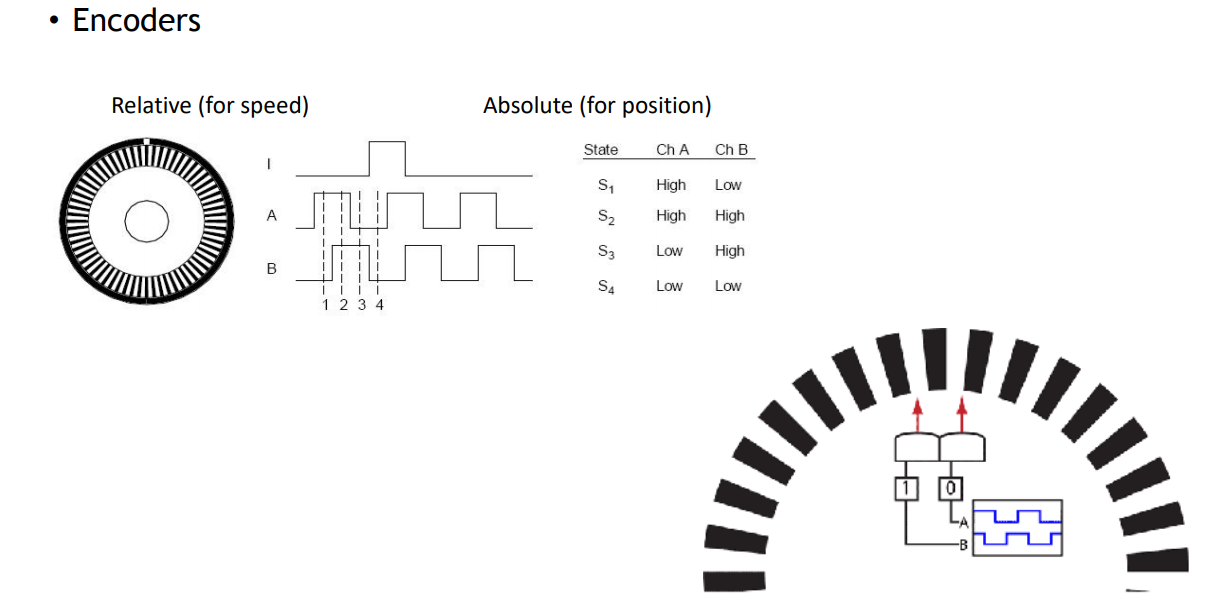 • Encoders
Relative (for speed)
Absolute (for position)
I
A
B
1 2 3 4
State Ch A Ch B
S₁ High Low
S₂ High High
S₃ Low High
S₄ Low Low
1 0
A
B